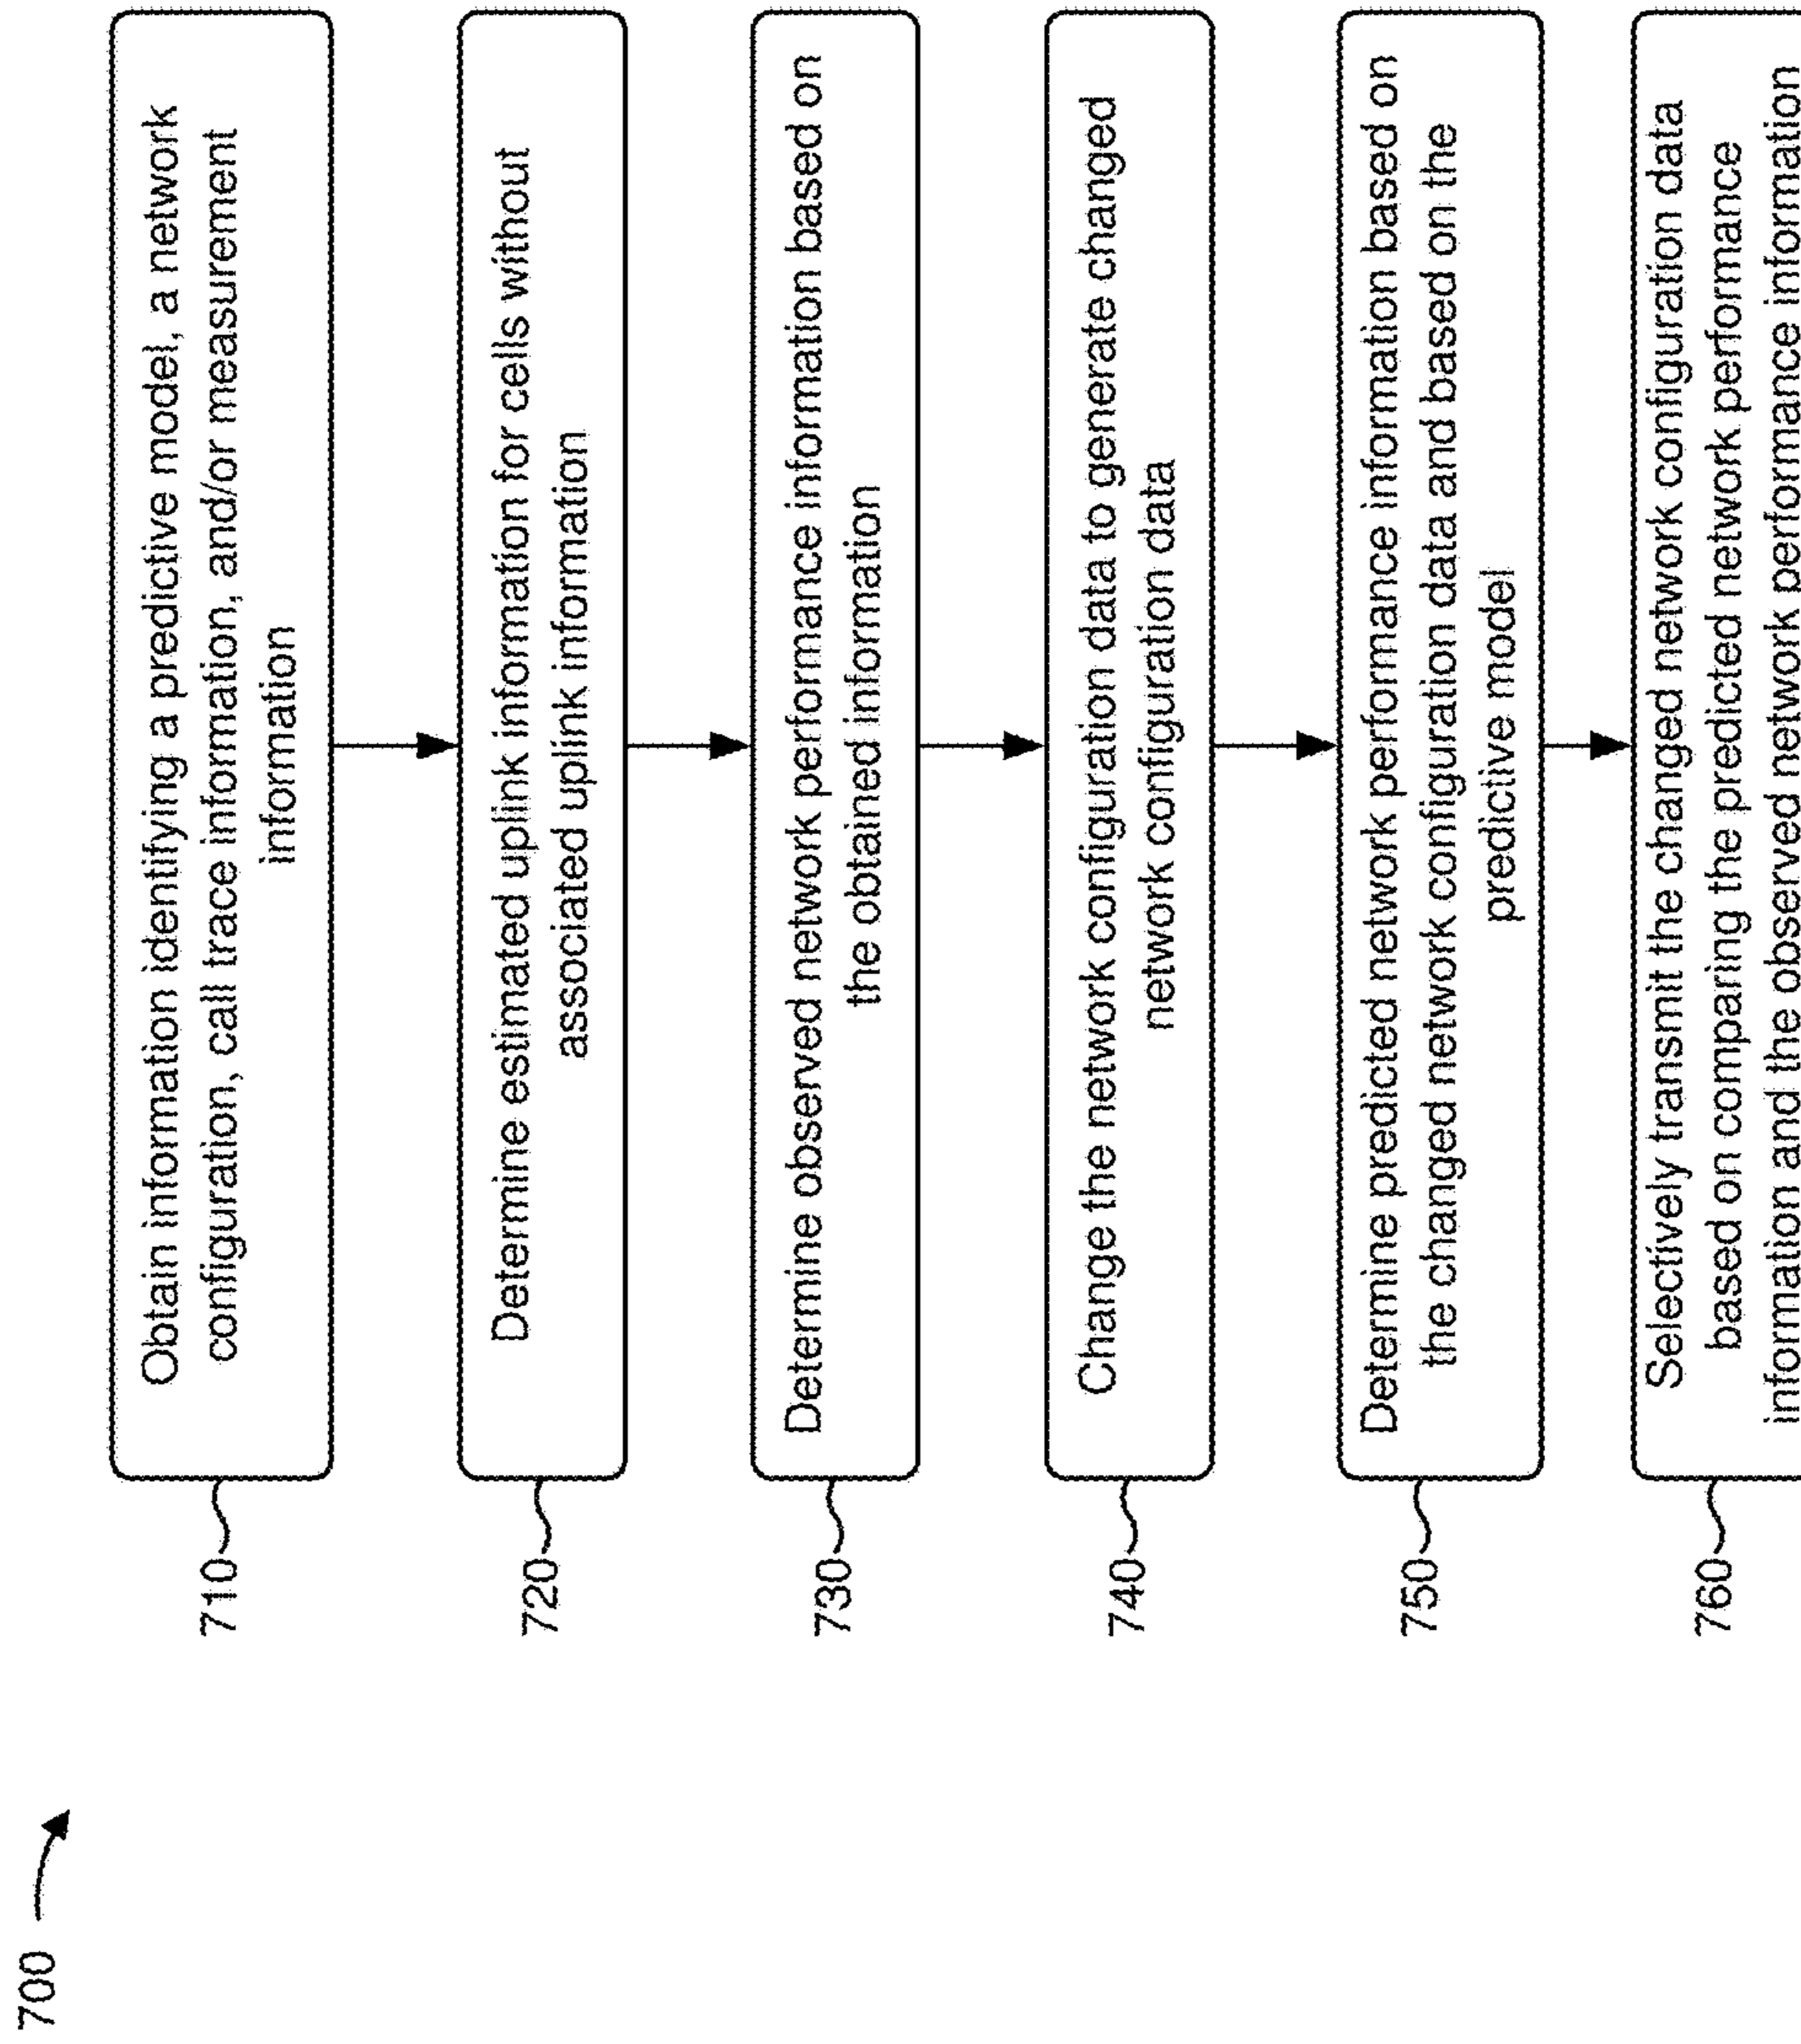 700
710
Obtain information identifying a predictive model, a network
configuration, call trace information, and/or measurement
information
720
Determine estimated uplink information for cells without
associated uplink information
730
Determine observed network performance information based on
the obtained information
740
Change the network configuration data to generate changed
network configuration data
750
Determine predicted network performance information based on
the changed network configuration data and based on the
predictive model
760
Selectively transmit the changed network configuration data
based on comparing the predicted network performance
information and the observed network performance information